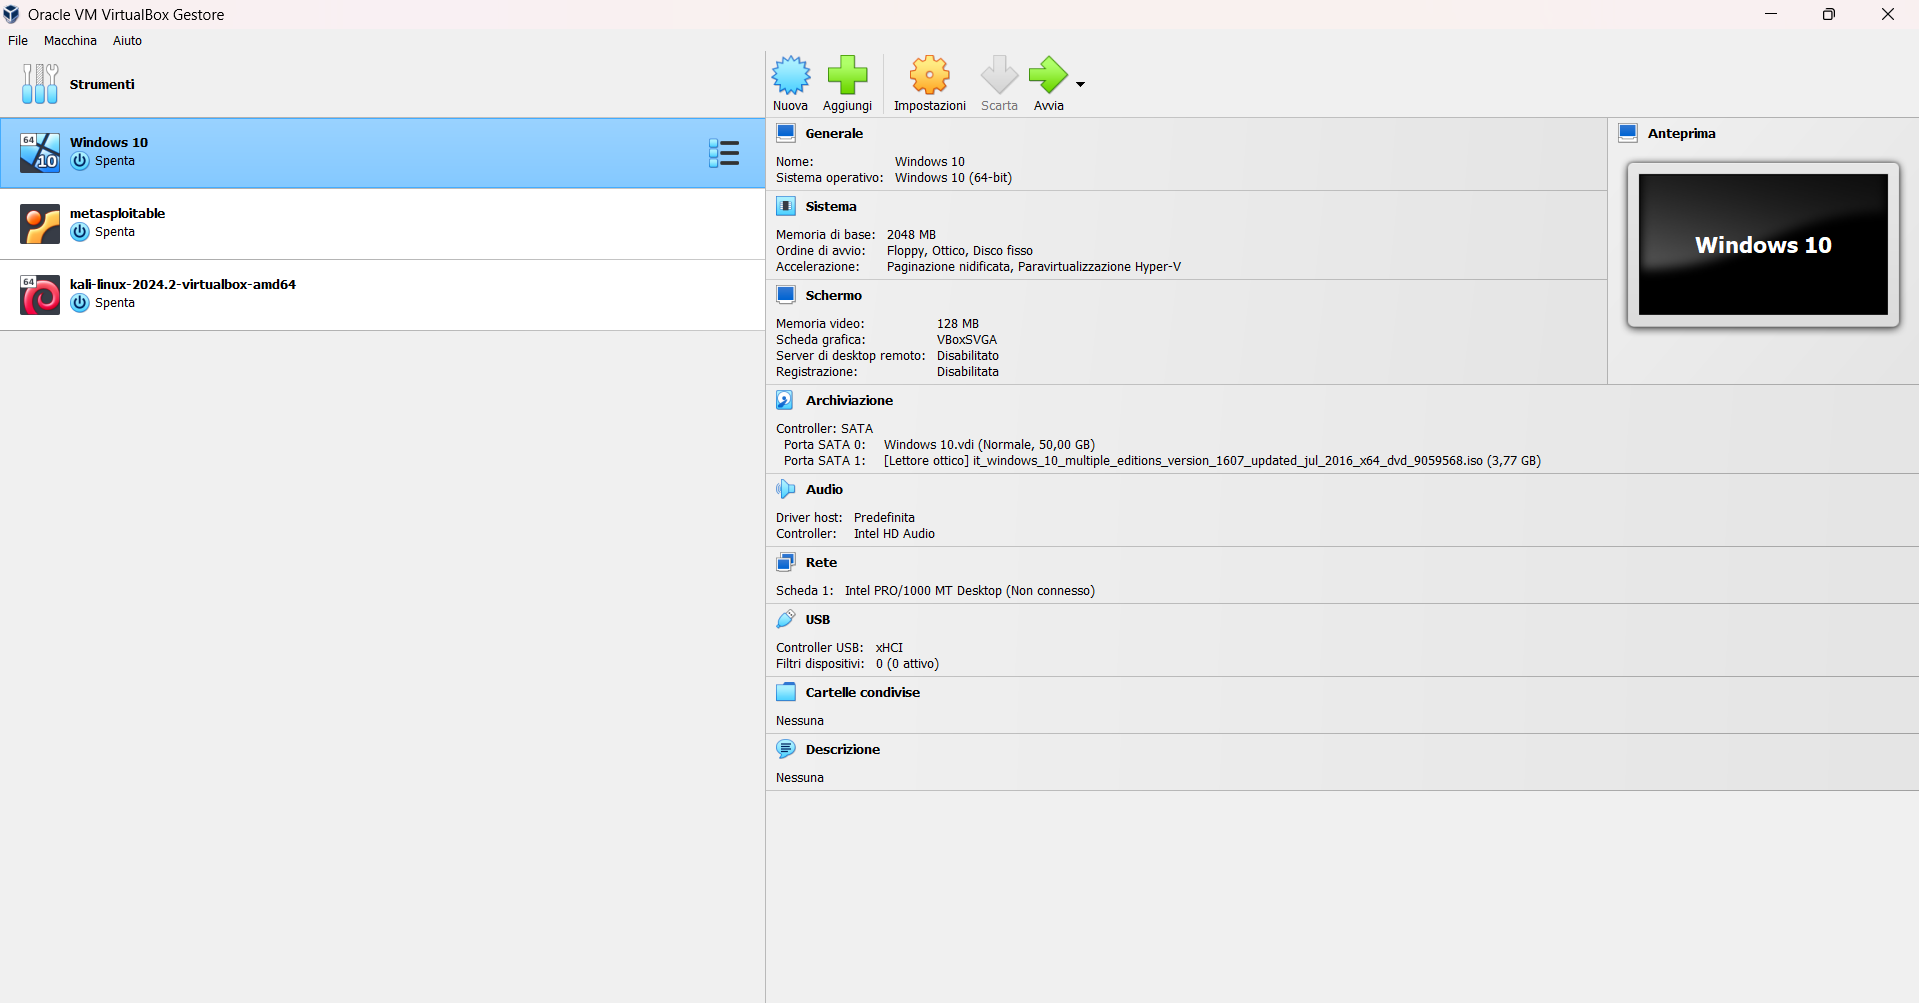 Oracle VM VirtualBox Gestore
File Macchina Aiuto
Strumenti
64
10
Windows 10
Spenta
metasploitable
Spenta
64
kali-linux-2024.2-virtualbox-amd64
Spenta
Nuova Aggiungi Impostazioni Scarta Avvia
Generale
Nome: Windows 10
Sistema operativo: Windows 10 (64-bit)
Sistema
Memoria di base: 2048 MB
Ordine di avvio: Floppy, Ottico, Disco fisso
Accelerazione: Paginazione nidificata, Paravirtualizzazione Hyper-V
Schermo
Memoria video: 128 MB
Scheda grafica: VBoxSVGA
Server di desktop remoto: Disabilitato
Registrazione: Disabilitata
Anteprima
Windows 10
Archiviazione
Controller: SATA
Porta SATA 0: Windows 10.vdi (Normale, 50,00 GB)
Porta SATA 1: [Lettore ottico] it_windows_10_multiple_editions_version_1607_updated_jul_2016_x64_dvd_9059568.iso (3,77 GB)
Audio
Driver host: Predefinita
Controller: Intel HD Audio
Rete
Scheda 1: Intel PRO/1000 MT Desktop (Non connesso)
USB
Controller USB: xHCI
Filtri dispositivi: 0 (0 attivo)
Cartelle condivise
Nessuna
Descrizione
Nessuna